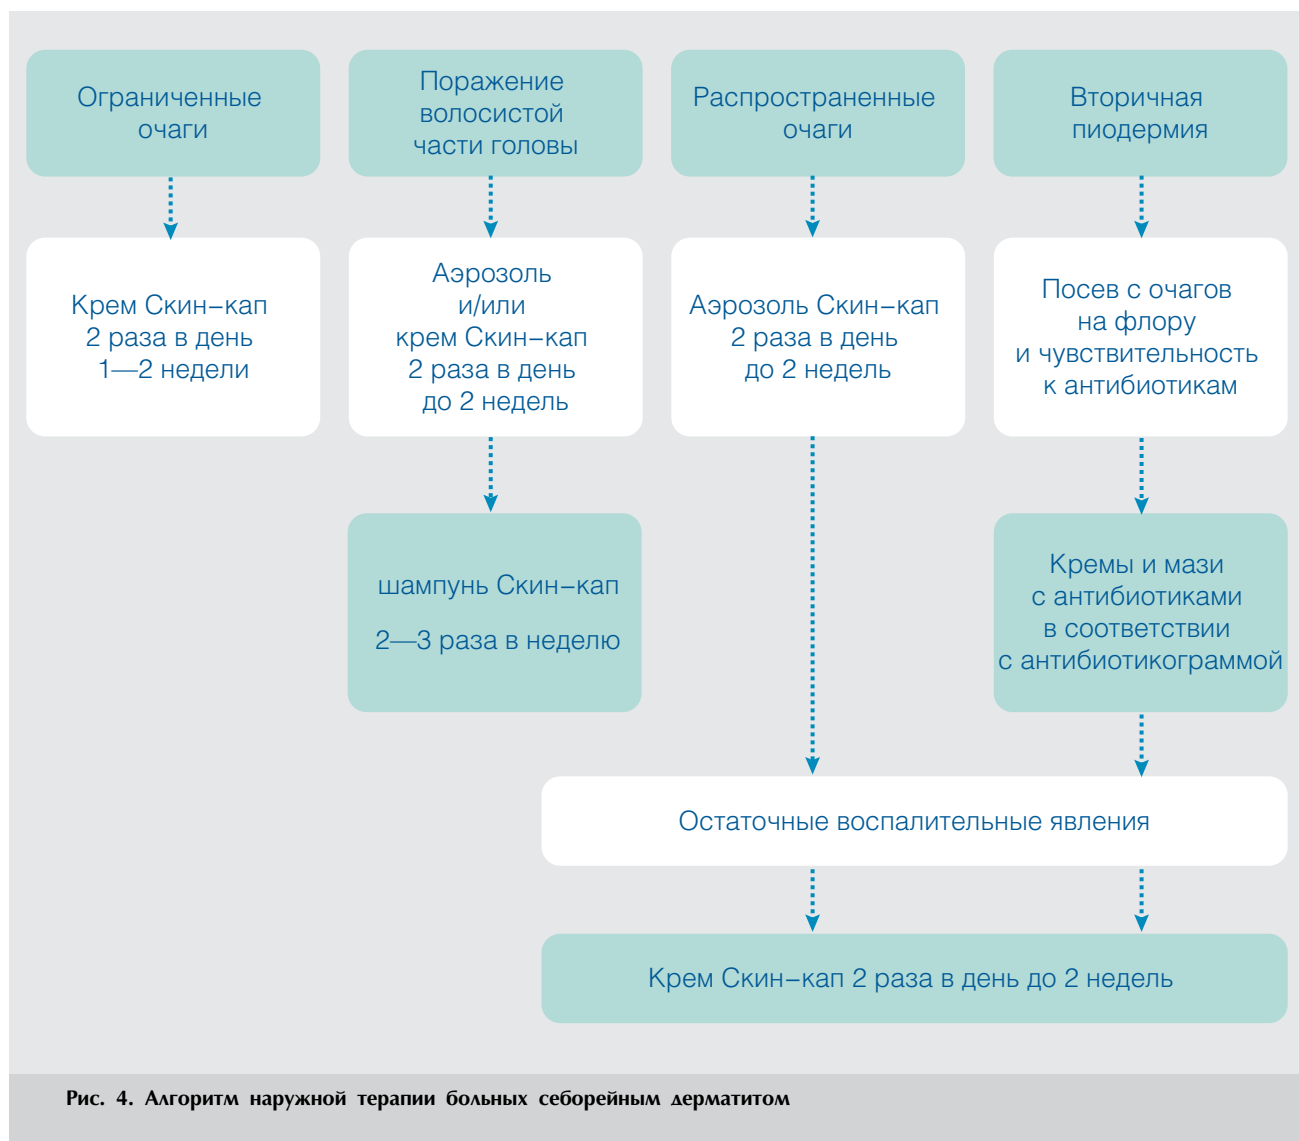 Ограниченные
очаги
Поражение
волосистой
части головы
Распространенные
очаги
Вторичная
пиодермия
Крем Скин–кап
2 раза в день
1—2 недели
Аэрозоль
и/или
крем Скин–кап
2 раза в день
до 2 недель
Аэрозоль Скин–кап
2 раза в день
до 2 недель
Посев с очагов
на флору
и чувствительность
к антибиотикам
шампунь Скин–кап
2—3 раза в неделю
Кремы и мази
с антибиотиками
в соответствии
с антибиотикограммой
Остаточные воспалительные явления
Крем Скин–кап 2 раза в день до 2 недель
Рис. 4. Алгоритм наружной терапии больных себорейным дерматитом